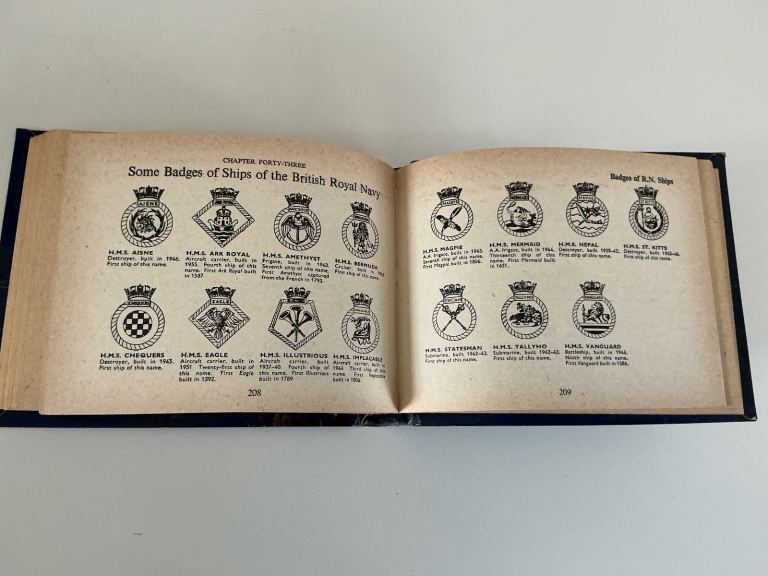 CHAPTER FORTY-THREE
Some Badges of Ships of the British Royal Navy
AISNE
H.M.S. AISNE
Destroyer, built in 1946.
First ship of this name.
H.M.S. ARK ROYAL
Aircraft carrier, built in
1955. Fourth ship of this
name. First Ark Royal built in
1587
H.M.S. AMETHYST
Frigate, built in 1943.
Seventh ship of this name.
First Amethyst captured
from the French in 1793.
H.M.S. BERMUDA
Cruiser, built in
First ship of this name.
CHEQUERS
H.M.S. CHEQUERS
Destroyer, built in 1943.
First ship of this name.
EAGLE
H.M.S. EAGLE
Aircraft carrier, built in
1951 Twenty-first ship of
this name. First Eagle
built in 1592.
H.M.S. ILLUSTRIOUS
Aircraft carrier, built
1937-40. Fourth ship of
this name. First Illustrious
built in 1789
H.M.S. IMPLACABLE
Aircraft carrier, built in
1944 Third ship of this
name First Implacable
built in 1806
208
Badges of R.N. Ships
MAGPIE
H.M.S. MAGPIE
A.A. frigate, built in 1943.
Seventh ship of this name.
First Magpie built in 1806.
MERMAID
H.M.S. MERMAID
A.A. frigate, built in 1944.
Thirteenth ship of this
name. First Mermaid built
in 1651.
NEPAL
H.M.S. NEPAL
Destroyer, built 1939-42.
First ship of this name.
ST KITTS
H.M.S. ST. KITTS
Destroyer, built 1945-46.
First ship of this name.
STATESMAN
H.M.S. STATESMAN
Submarine, built 1942-43.
First ship of this name.
TALLYHO
H.M.S. TALLYHO
Submarine, built 1942-43.
First ship of this name.
VANGUARD
H.M.S. VANGUARD
Battleship, built in 1946.
Ninth ship of this name.
First Vanguard built in 1586.
209